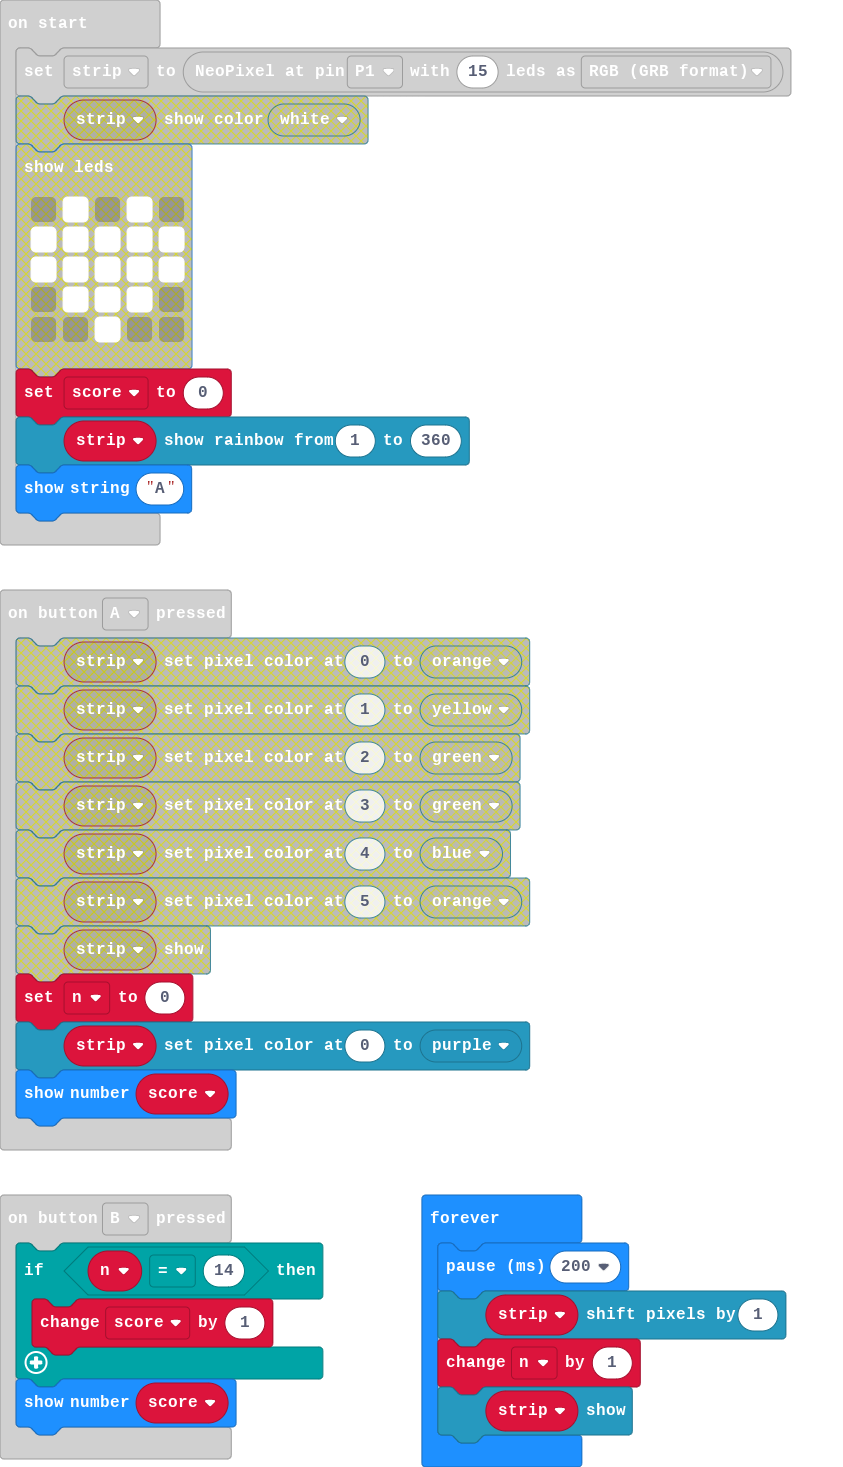 on start
set strip to NeoPixel at pin P1 with 15 leds as RGB (GRB format)
strip show color white
show leds
set score to 0
strip show rainbow from 1 to 360
show string "A"
on button A pressed
strip set pixel color at 0 to orange
strip set pixel color at 1 to yellow
strip set pixel color at 2 to green
strip set pixel color at 3 to green
strip set pixel color at 4 to blue
strip set pixel color at 5 to orange
strip show
set n to 0
strip set pixel color at 0 to purple
show number score
on button B pressed
if n = 14 then
change score by 1
show number score
forever
pause (ms) 200
strip shift pixels by 1
change n by 1
strip show